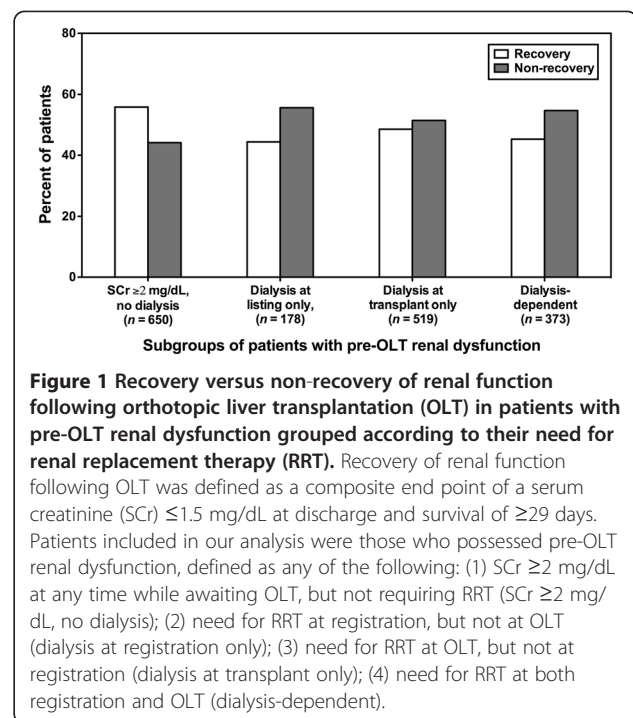 80
60
40
20
0
Percent of patients
Recovery
Non-recovery
SCr ≥2 mg/dL,
no dialysis
(n = 650)
Dialysis at
listing only,
(n = 178)
Dialysis at
transplant only
(n = 519)
Dialysis-
dependent
(n = 373)
Subgroups of patients with pre-OLT renal dysfunction
Figure 1 Recovery versus non-recovery of renal function
following orthotopic liver transplantation (OLT) in patients with
pre-OLT renal dysfunction grouped according to their need for
renal replacement therapy (RRT). Recovery of renal function
following OLT was defined as a composite end point of a serum
creatinine (SCr) ≤1.5 mg/dL at discharge and survival of ≥29 days.
Patients included in our analysis were those who possessed pre-OLT
renal dysfunction, defined as any of the following: (1) SCr ≥2 mg/dL
at any time while awaiting OLT, but not requiring RRT (SCr ≥2 mg/
dL, no dialysis); (2) need for RRT at registration, but not at OLT
(dialysis at registration only); (3) need for RRT at OLT, but not at
registration (dialysis at transplant only); (4) need for RRT at both
registration and OLT (dialysis-dependent).